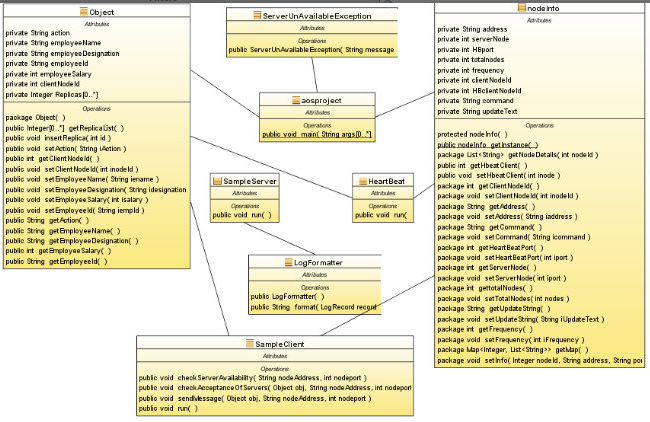 Object
Attributes
private String action
private String employeeName
private String employeeDesignation
private String employeeId
private int employeeSalary
private int clientNodeId
private Integer Replicas[0..*]
Operations
package Object( )
public Integer[0..*] getReplicaList( )
public void insertReplica( int id )
public void setAction( String iAction )
public int getClientNodeId( )
public void setClientNodeId( int inodeId )
public void setEmployeeName( String iename )
public void setEmployeeDesignation( String idesignation
public void setEmployeeSalary( int isalary )
public void setEmployeeId( String iempId )
public String getAction( )
public String getEmployeeName( )
public String getEmployeeDesignation( )
public int getEmployeeSalary( )
public String getEmployeeId( )
ServerUnAvailableException
Attributes
Operations
public ServerUnAvailableException( String message
aosproject
Attributes
Operations
public void main( String args[0..*] )
SampleServer
Attributes
Operations
public void run( )
HeartBeat
Attributes
Operations
public void run(
LogFormatter
Attributes
Operations
public LogFormatter( )
public String format( LogRecord record
SampleClient
Attributes
Operations
public void checkServerAvailability( String nodeAddress, int nodeport )
public void checkAcceptanceOfServers( Object obj, String nodeAddress, int nodeport
public void sendMessage( Object obj, String nodeAddress, int nodeport )
public void run( )
nodeInfo
Attributes
private String address
private int serverNode
private int HBport
private int totalnodes
private int frequency
private int clientNodeId
private int HBclientNodeId
private String command
private String updateText
Operations
protested nodeInfo( )
public nodeInfo getInstance( )
package List<String> getNodeDetails( int nodeId )
public int getHbeatClient( )
public void setHbeatClient( int inode )
package int getClientNodeId( )
package void setClientNodeId( int inodeId )
package String getAddress( )
package void setAddress( String iaddress )
package String getCommand( )
package void setCommand( String icommand )
package int getHeartBeatPort( )
package void setHeartBeatPort( int iport )
package int getServerNode( )
package void setServerNode( int iport )
package int gettotalNodes( )
package void setTotalNodes( int nodes )
package String getUpdateString( )
package void setUpdateString( String iUpdateText )
package int getFrequency( )
package void setFrequency( int iFrequency )
package Map<Integer, List<String>> getMap( )
package void setInfo( Integer nodeId, String address, String por